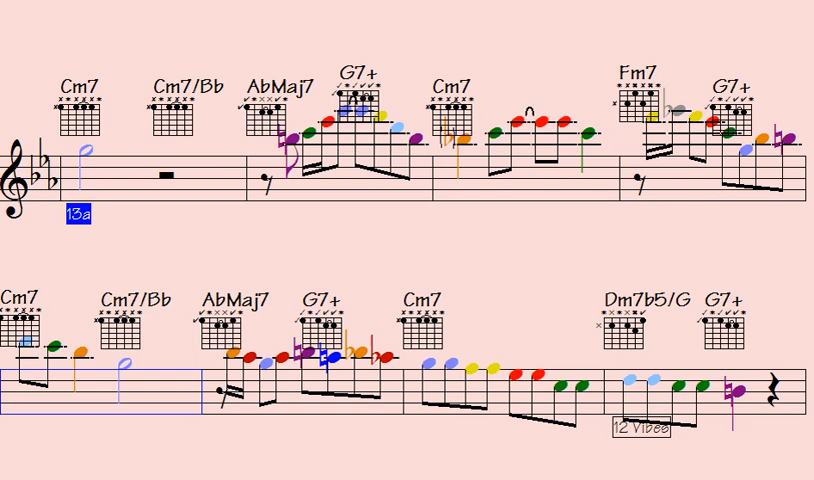 G7+ Fm7
Cm7 Cm7/Bb AbMaj7 Cm7 G7+
13a
Cm7 Cm7/Bb AbMaj7 G7+ Cm7 Dm7b5/G G7+
12 Vibes